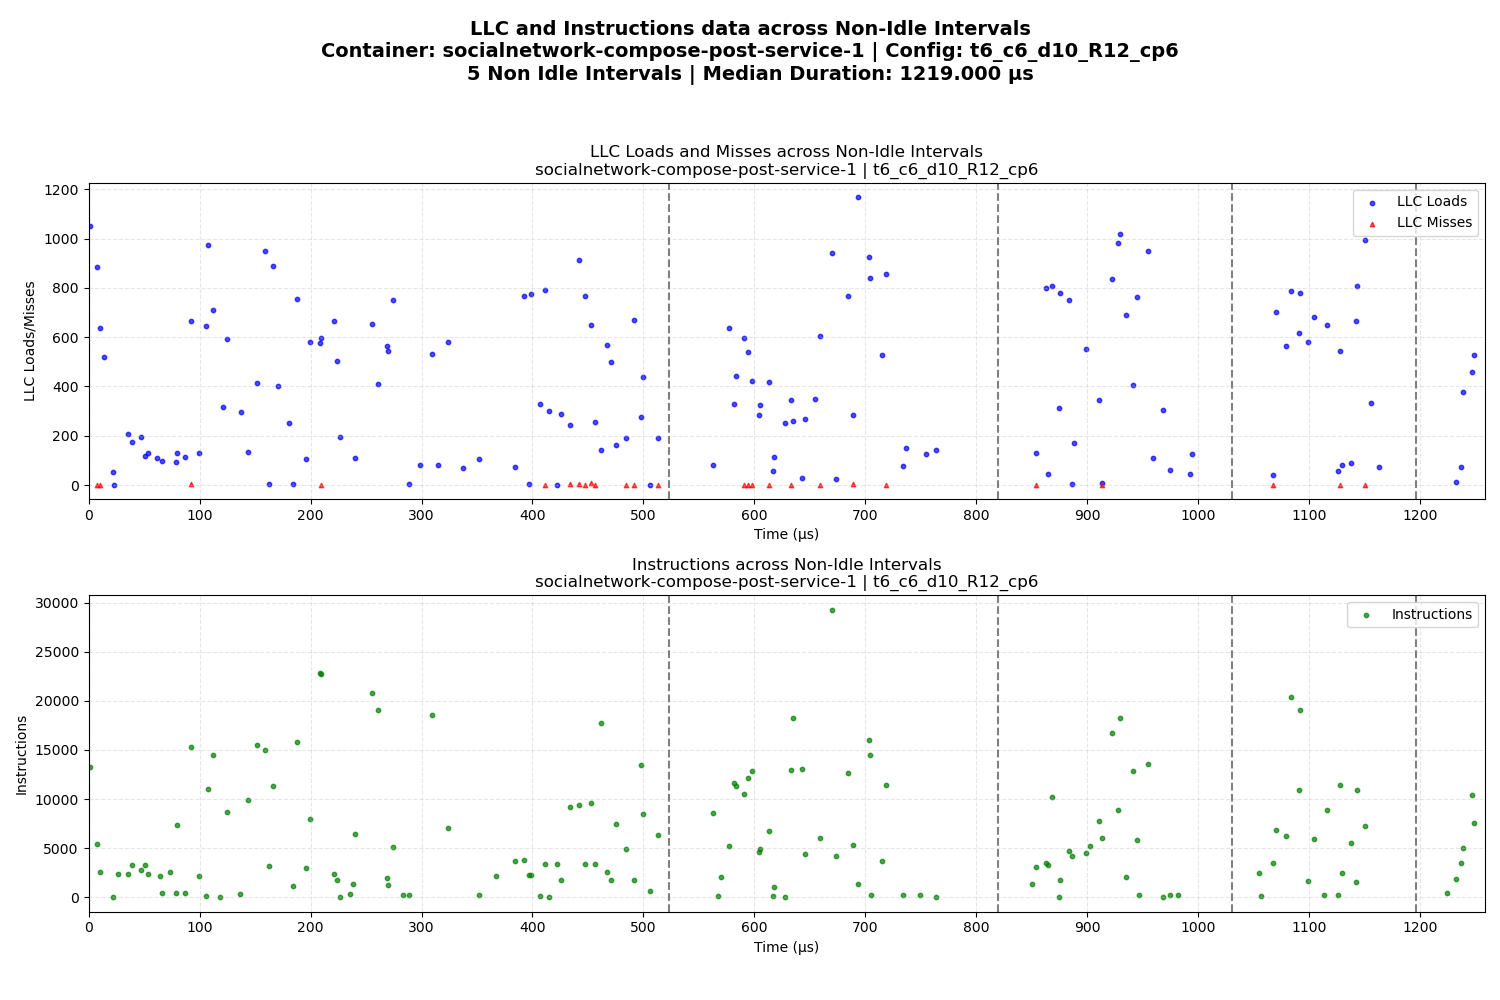 LLC and Instructions data across Non-Idle Intervals
Container: socialnetwork-compose-post-service-1 | Config: t6_c6_d10_R12_cp6
5 Non Idle Intervals | Median Duration: 1219.000 µs
LLC Loads and Misses across Non-Idle Intervals
socialnetwork-compose-post-service-1 | t6_c6_d10_R12_cp6
LLC Loads/Misses
1200
1000
800
600
400
200
0
LLC Loads
LLC Misses
0 100 200 300 400 500 600 700 800 900 1000 1100 1200
Time (µs)
Instructions across Non-Idle Intervals
socialnetwork-compose-post-service-1 | t6_c6_d10_R12_cp6
Instructions
30000
25000
20000
15000
10000
5000
0
Instructions
0 100 200 300 400 500 600 700 800 900 1000 1100 1200
Time (µs)